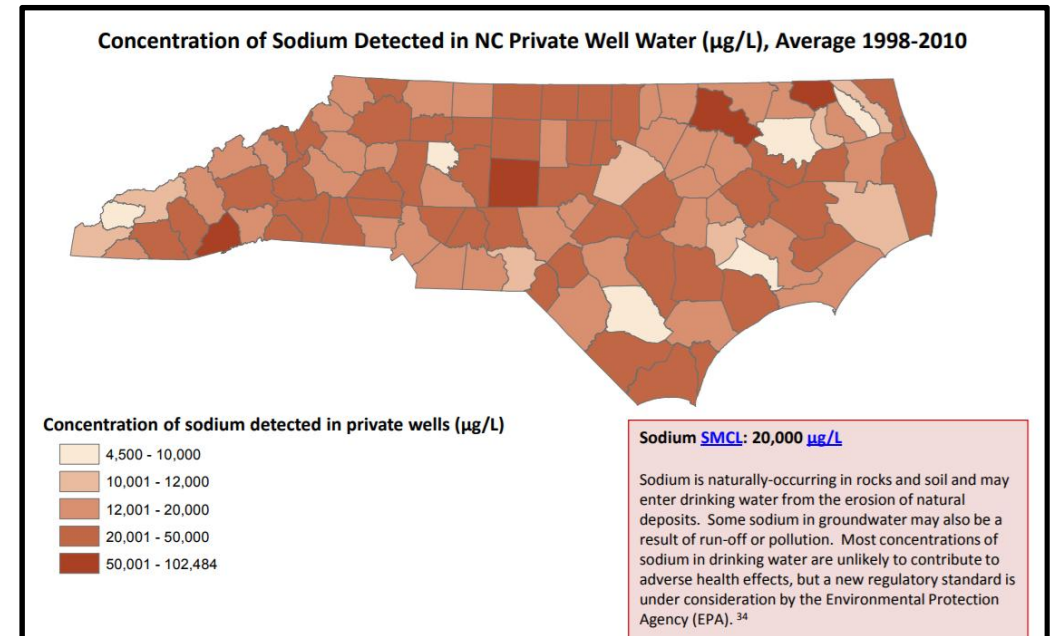 Concentration of Sodium Detected in NC Private Well Water (µg/L), Average 1998-2010
Concentration of sodium detected in private wells (µg/L)
4,500 - 10,000
10,001 - 12,000
12,001 - 20,000
20,001 - 50,000
50,001 - 102,484
Sodium SMCL: 20,000 µg/L
Sodium is naturally-occurring in rocks and soil and may
enter drinking water from the erosion of natural
deposits. Some sodium in groundwater may also be a
result of run-off or pollution. Most concentrations of
sodium in drinking water are unlikely to contribute to
adverse health effects, but a new regulatory standard is
under consideration by the Environmental Protection
Agency (EPA). 34